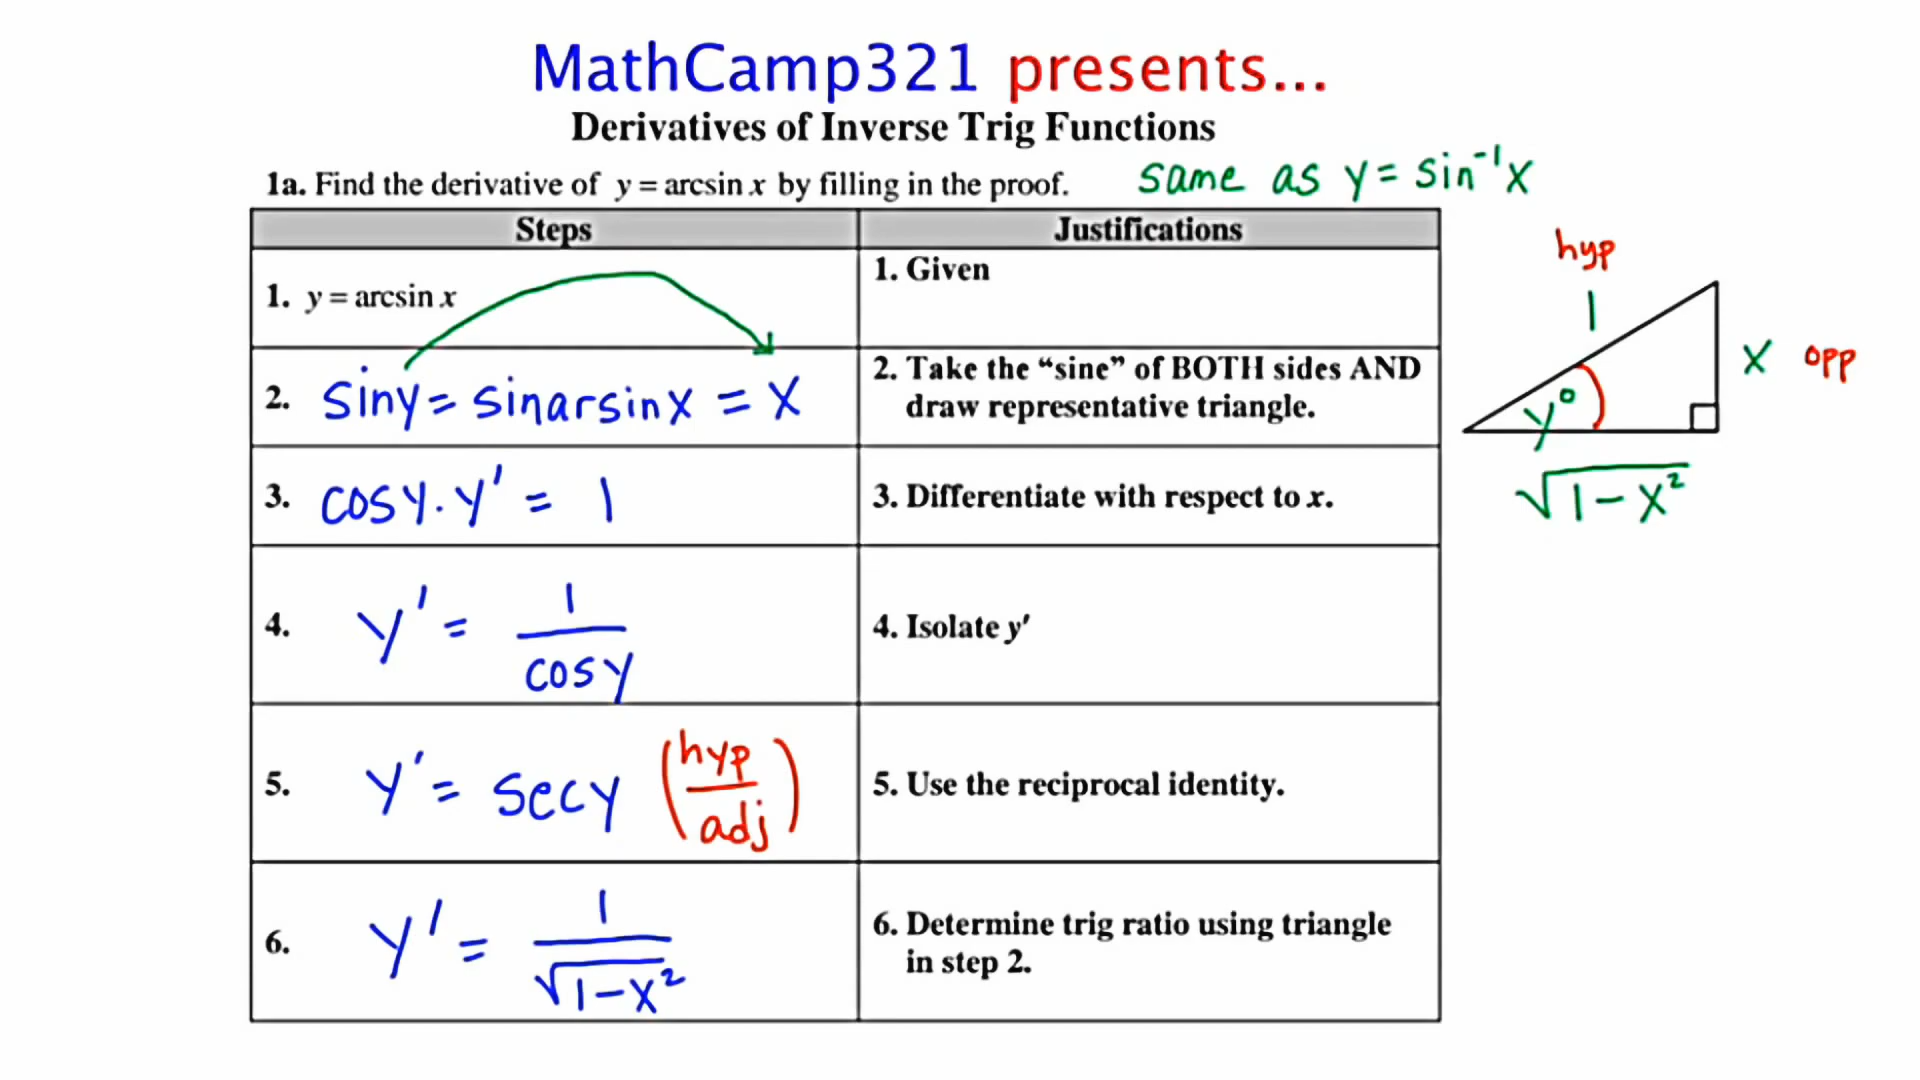 MathCamp321 presents...
Derivatives of Inverse Trig Functions
1a. Find the derivative of y = arcsin x by filling in the proof. same as y = sin⁻¹x
Steps
Justifications
1. y = arcsin x
1. Given
2. siny = sinarsinx = x
2. Take the “sine” of BOTH sides AND
draw representative triangle.
3. cosy · y' = 1
3. Differentiate with respect to x.
4. y' = 1/cosy
4. Isolate y′
5. y' = secy (hyp/adj)
5. Use the reciprocal identity.
6. y' = 1/√(1-x²)
6. Determine trig ratio using triangle
in step 2.
hyp
1
x opp
y°
√(1-x²)